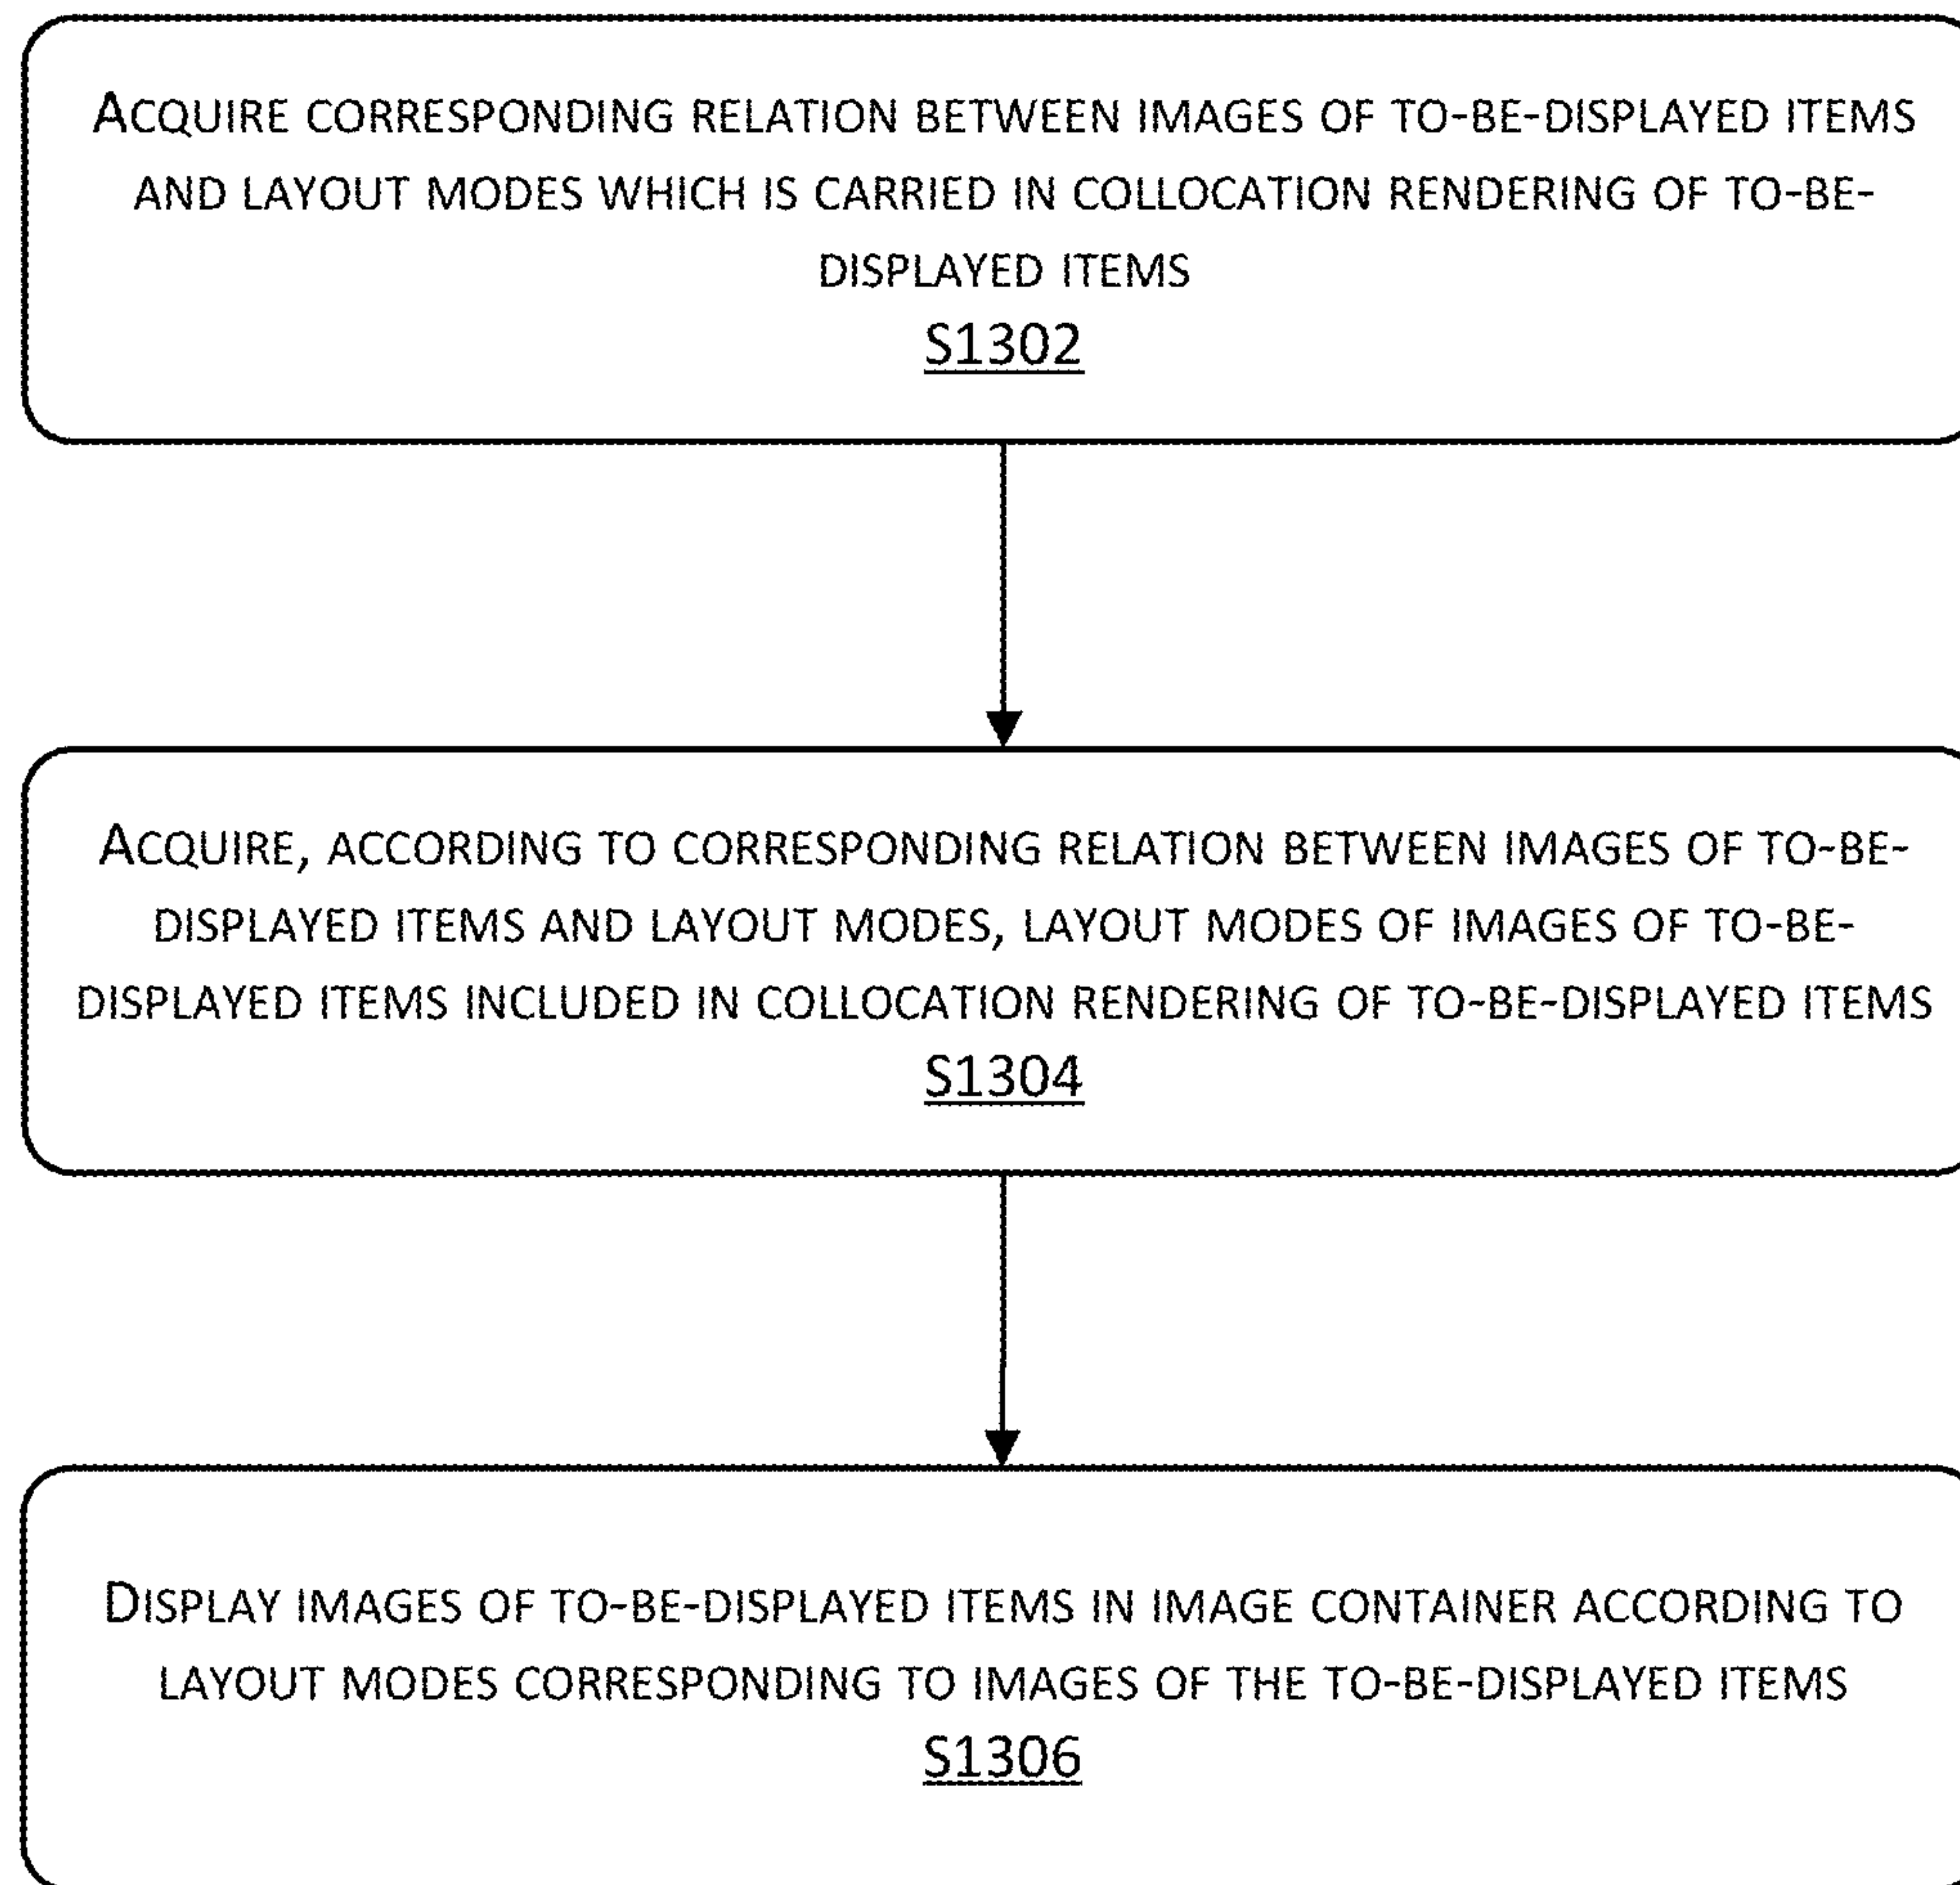 ACQUIRE CORRESPONDING RELATION BETWEEN IMAGES OF TO-BE-DISPLAYED ITEMS
AND LAYOUT MODES WHICH IS CARRIED IN COLLOCATION RENDERING OF TO-BE-
DISPLAYED ITEMS
S1302
ACQUIRE, ACCORDING TO CORRESPONDING RELATION BETWEEN IMAGES OF TO-BE-
DISPLAYED ITEMS AND LAYOUT MODES, LAYOUT MODES OF IMAGES OF TO-BE-
DISPLAYED ITEMS INCLUDED IN COLLOCATION RENDERING OF TO-BE-DISPLAYED ITEMS
S1304
DISPLAY IMAGES OF TO-BE-DISPLAYED ITEMS IN IMAGE CONTAINER ACCORDING TO
LAYOUT MODES CORRESPONDING TO IMAGES OF THE TO-BE-DISPLAYED ITEMS
S1306